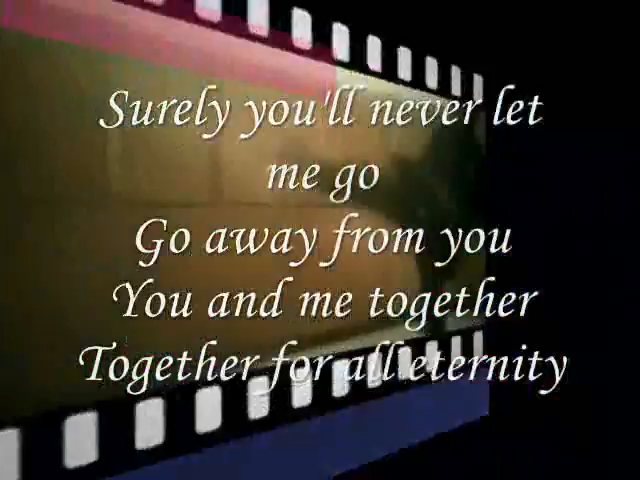 Surely you'll never let
me go
Go away from you
You and me together
Together for all eternity